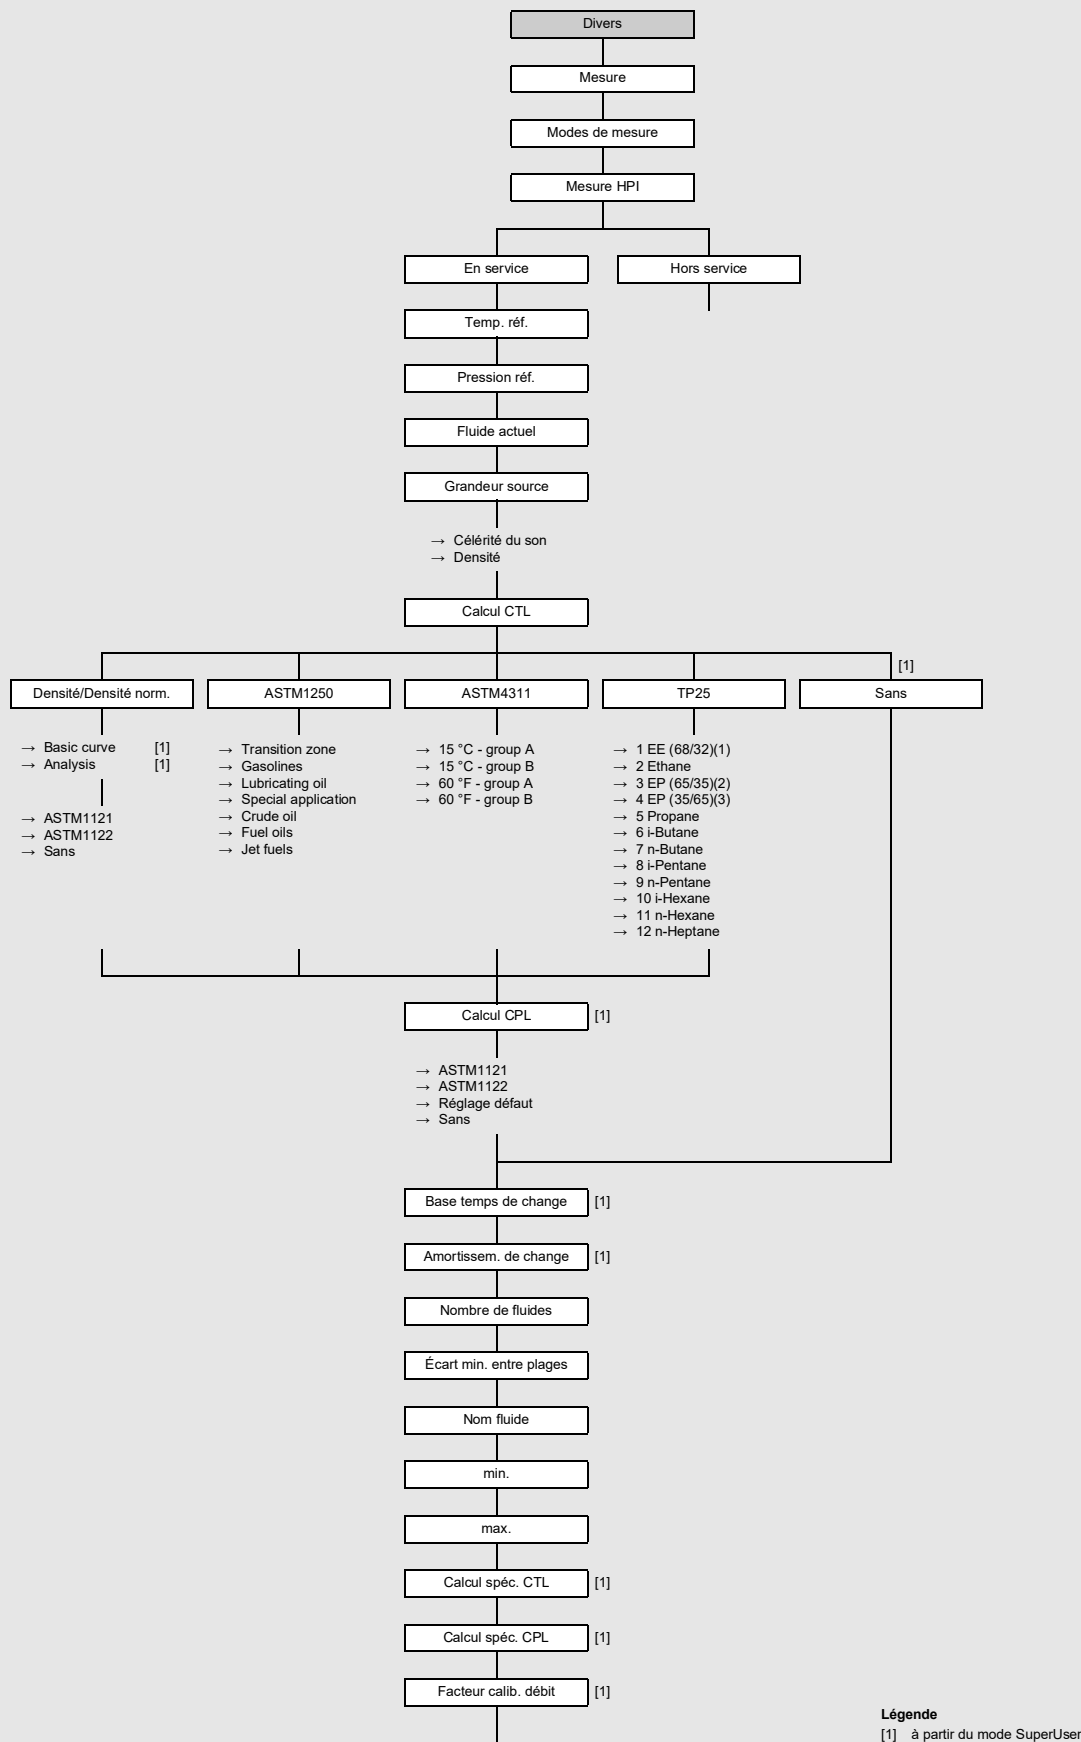 Divers
Mesure
Modes de mesure
Mesure HPI
En service
Hors service
Temp. réf.
Pression réf.
Fluide actuel
Grandeur source
→ Célérité du son
→ Densité
Calcul CTL
[1]
Densité/Densité norm.
ASTM1250
ASTM4311
TP25
Sans
→ Basic curve [1]
→ Analysis [1]
→ ASTM1121
→ ASTM1122
→ Sans
→ Transition zone
→ Gasolines
→ Lubricating oil
→ Special application
→ Crude oil
→ Fuel oils
→ Jet fuels
→ 15 °C - group A
→ 15 °C - group B
→ 60 °F - group A
→ 60 °F - group B
→ 1 EE (68/32)(1)
→ 2 Ethane
→ 3 EP (65/35)(2)
→ 4 EP (35/65)(3)
→ 5 Propane
→ 6 i-Butane
→ 7 n-Butane
→ 8 i-Pentane
→ 9 n-Pentane
→ 10 i-Hexane
→ 11 n-Hexane
→ 12 n-Heptane
Calcul CPL [1]
→ ASTM1121
→ ASTM1122
→ Réglage défaut
→ Sans
Base temps de change [1]
Amortissem. de change [1]
Nombre de fluides
Écart min. entre plages
Nom fluide
min.
max.
Calcul spéc. CTL [1]
Calcul spéc. CPL [1]
Facteur calib. débit [1]
Légende
[1] à partir du mode SuperUser